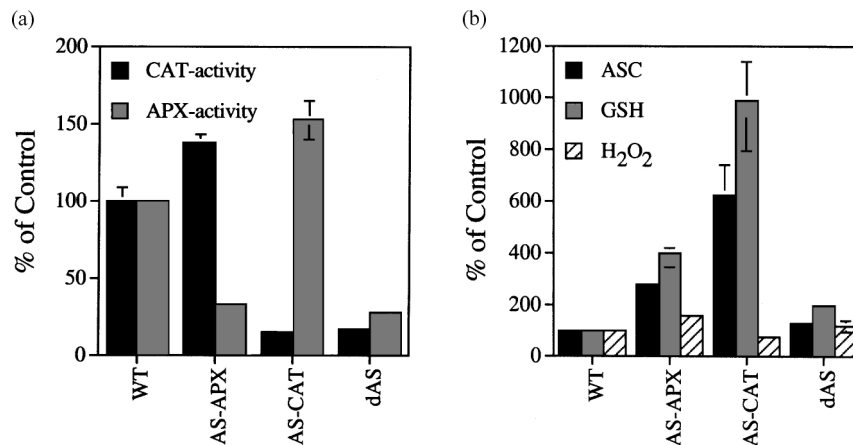 (a)
200
150
100
50
0
% of Control
CAT-activity
APX-activity
WT
AS-APX
AS-CAT
dAS
(b)
1200
1000
800
600
400
200
0
% of Control
ASC
GSH
H₂O₂
WT
AS-APX
AS-CAT
dAS